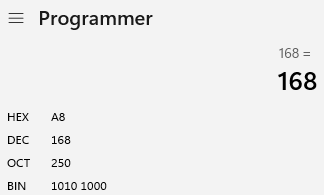 Programmer
168 =
168
HEX A8
DEC 168
OCT 250
BIN 1010 1000